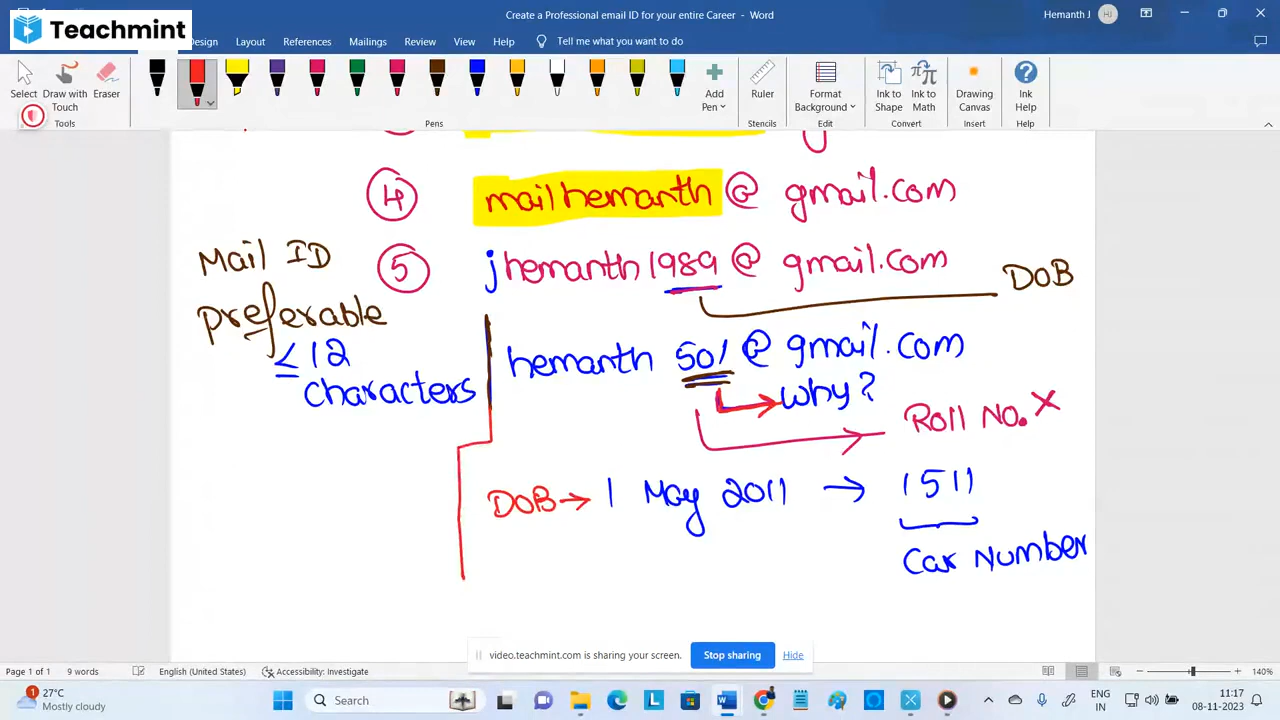 Create a Professional email ID for your entire Career - Word
Hemanth J
HJ
Teachmint
Design
Layout
References
Mailings
Review
View
Help
Tell me what you want to do
Select
Draw with Touch
Eraser
Add Pen
Ruler
Format Background
Ink to Shape
Ink to Math
Drawing Canvas
Ink Help
Tools
Pens
Stencils
Edit
Convert
Insert
Help
4 mailhemanth @ gmail.com
Mail ID
preferable
≤ 12
characters
5 jhemanth1989 @ gmail.com
DOB
hemanth 501 @ gmail.com
why?
Roll No. X
DOB → 1 May 2011 → 1511
Car Number
video.teachmint.com is sharing your screen.
Stop sharing
Hide
Page 1 of 1
9 words
English (United States)
Accessibility: Investigate
140%
1
27°C
Mostly cloudy
Search
ENG
IN
11:17
08-11-2023